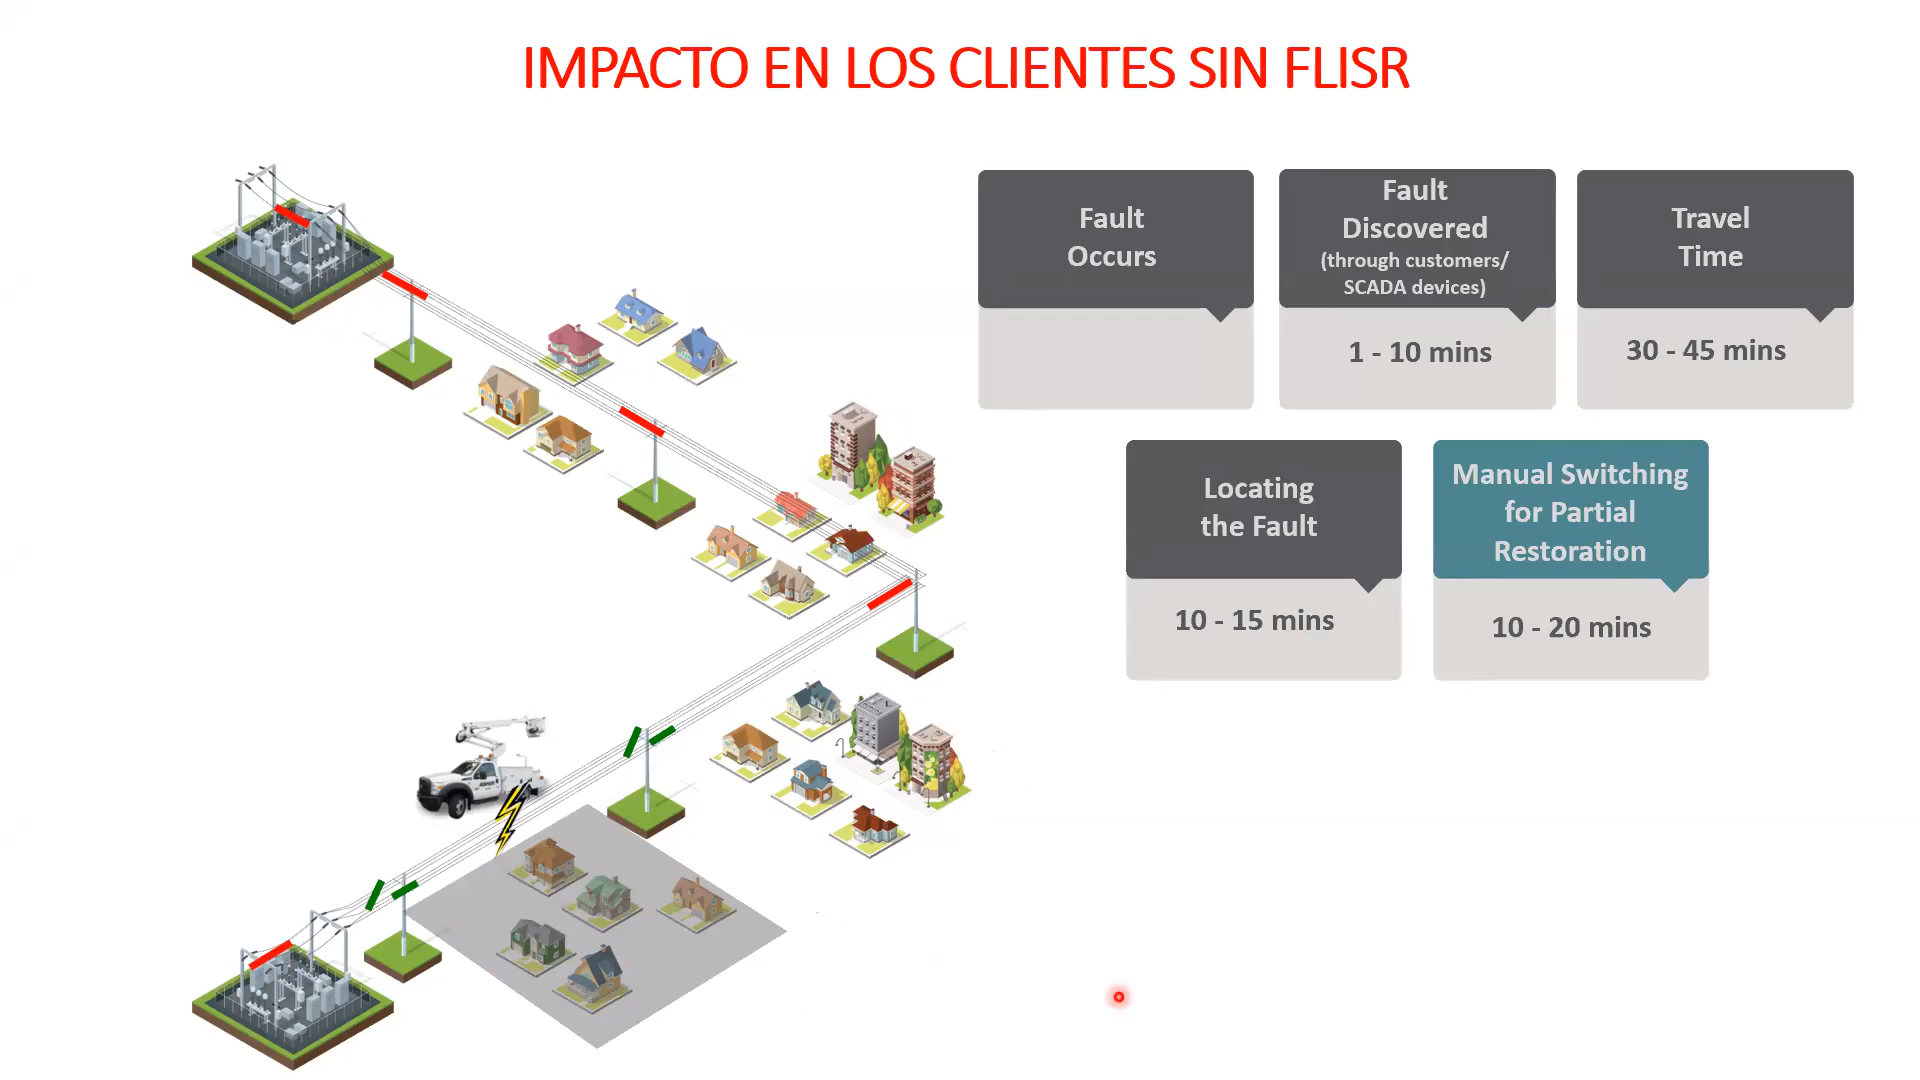 IMPACTO EN LOS CLIENTES SIN FLISR
Fault
Occurs
Fault
Discovered
(through customers/
SCADA devices)
1 - 10 mins
Travel
Time
30 - 45 mins
Locating
the Fault
10 - 15 mins
Manual Switching
for Partial
Restoration
10 - 20 mins